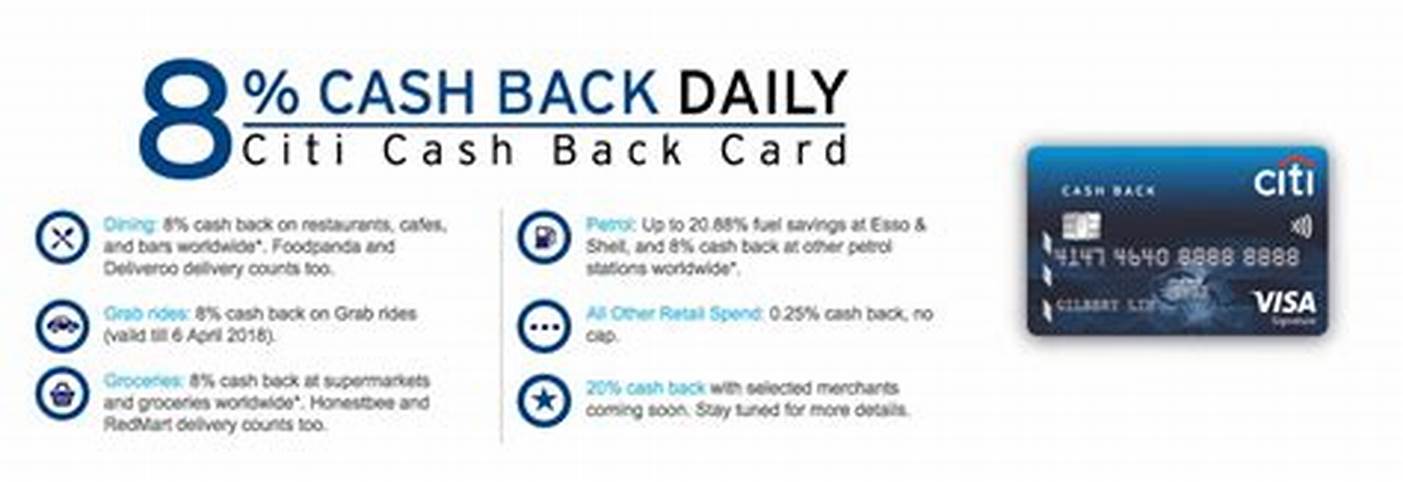 8% CASH BACK DAILY
Citi Cash Back Card
Dining: 8% cash back on restaurants, cafes,
and bars worldwide*. Foodpanda and
Deliveroo delivery counts too.
Grab rides: 8% cash back on Grab rides
(valid till 6 April 2018).
Groceries: 8% cash back at supermarkets
and groceries worldwide*. Honestbee and
RedMart delivery counts too.
Petrol: Up to 20.88% fuel savings at Esso &
Shell, and 8% cash back at other petrol
stations worldwide*.
All Other Retail Spend: 0.25% cash back, no
cap.
20% cash back with selected merchants
coming soon. Stay tuned for more details.
citi
CASH BACK
4147 4640 8888 8888
GILBERT LIM
VISA
Signature